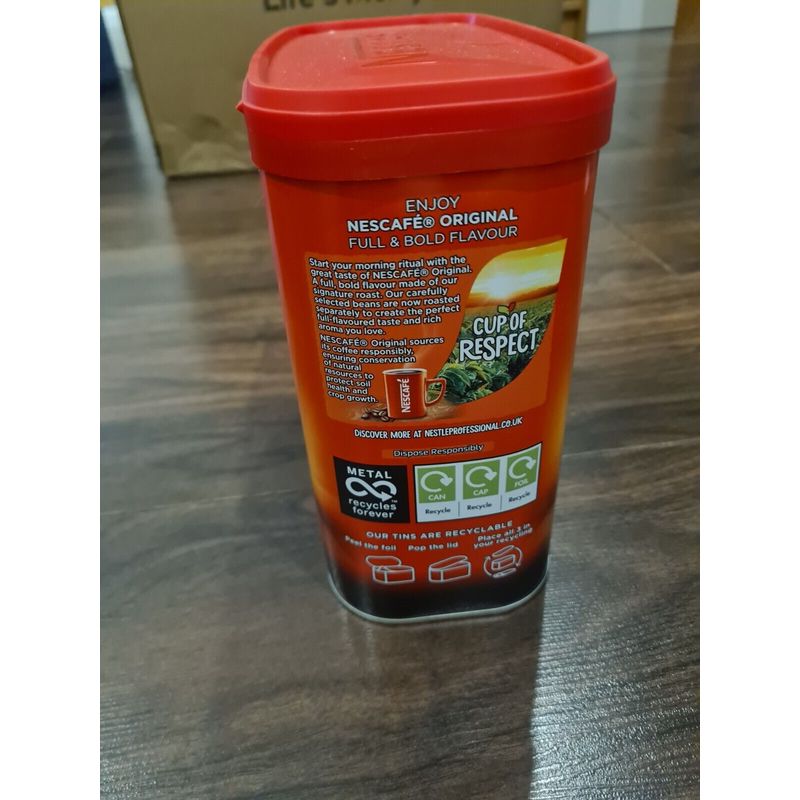 Life's
ENJOY
NESCAFÉ® ORIGINAL
FULL & BOLD FLAVOUR
Start your morning ritual with the
great taste of NESCAFÉ® Original.
A full, bold flavour made of our
signature roast. Our carefully
selected beans are now roasted
separately to create the perfect
full-flavoured taste and rich
aroma you love.
NESCAFÉ® Original sources
its coffee responsibly,
ensuring conservation
of natural
resources to
protect soil
health and
crop growth.
CUP OF
RESPECT
NESCAFÉ
DISCOVER MORE AT NESTLEPROFESSIONAL.CO.UK
Dispose Responsibly
METAL
recycles
forever™
CAN
Recycle
CAP
Recycle
FOIL
Recycle
OUR TINS ARE RECYCLABLE
Peel the foil
Pop the lid
Place all 3 in
your recycling